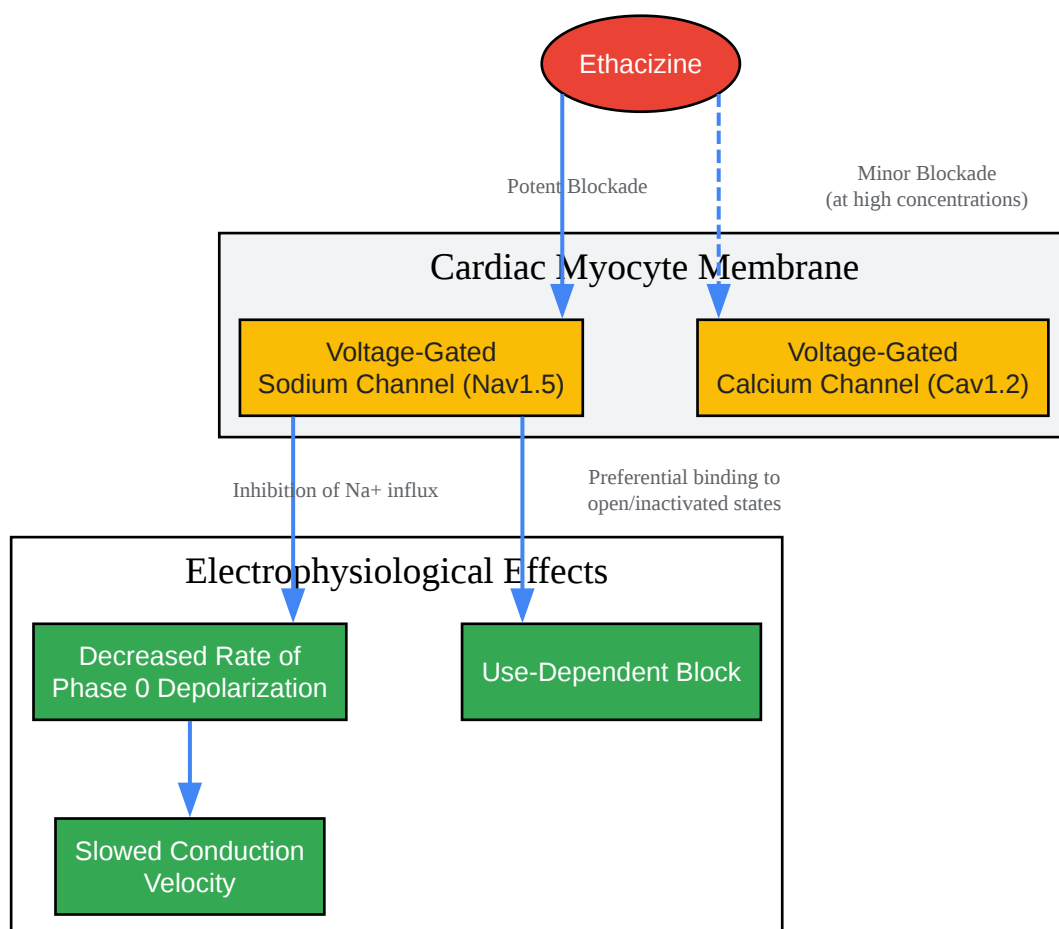 Ethacizine
Potent Blockade
Minor Blockade
(at high concentrations)
Cardiac Myocyte Membrane
Voltage-Gated
Sodium Channel (Nav1.5)
Voltage-Gated
Calcium Channel (Cav1.2)
Inhibition of Na+ influx
Preferential binding to
open/inactivated states
Electrophysiological Effects
Decreased Rate of
Phase 0 Depolarization
Use-Dependent Block
Slowed Conduction
Velocity